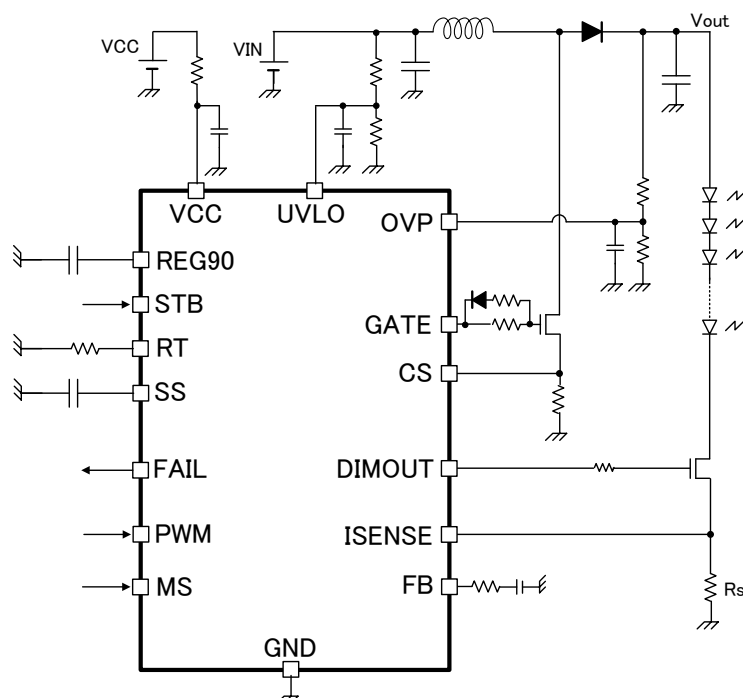 VCC
VIN
Vout
VCC
UVLO
OVP
REG90
STB
GATE
RT
CS
SS
FAIL
DIMOUT
PWM
ISENSE
MS
FB
Rs
GND